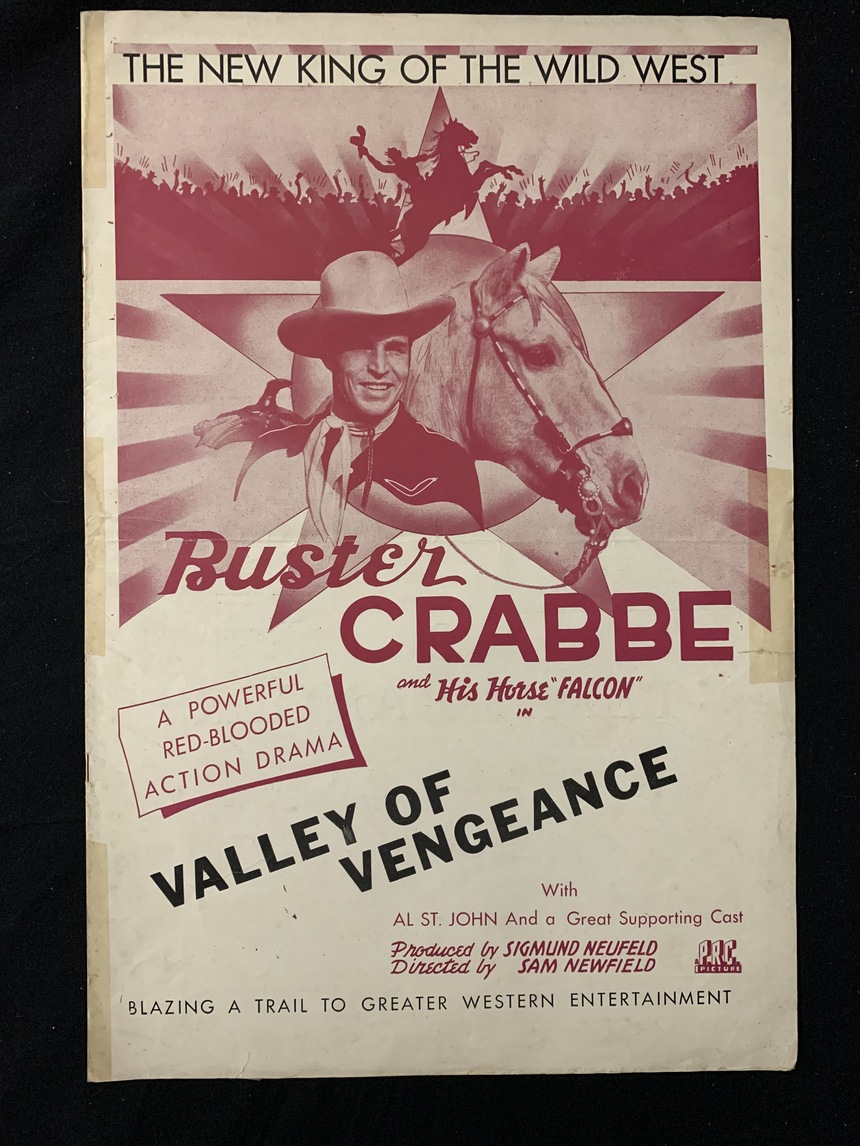 THE NEW KING OF THE WILD WEST
Buster
CRABBE
and His Horse "FALCON"
IN
A POWERFUL
RED-BLOODED
ACTION DRAMA
VALLEY OF
VENGEANCE
With
AL ST. JOHN And a Great Supporting Cast
Produced by SIGMUND NEUFELD
Directed by SAM NEWFIELD
P.R.C.
PICTURE
BLAZING A TRAIL TO GREATER WESTERN ENTERTAINMENT